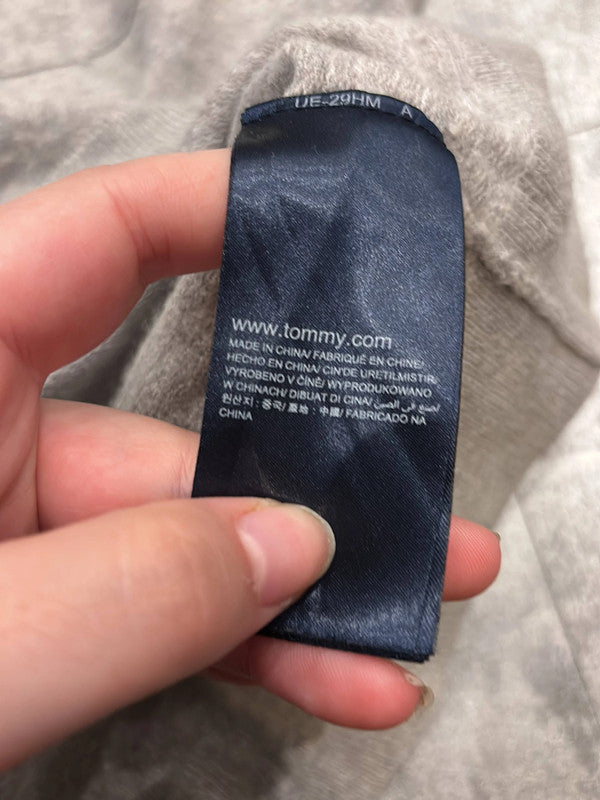 UE-29HM A
www.tommy.com
MADE IN CHINA/ FABRIQUÉ EN CHINE/
HECHO EN CHINA/ CIN'DE URETILMISTIR/
VYROBENO V ČÍNĚ/ WYPRODUKOWANO
W CHINACH/ DIBUAT DI CINA/ صنع في الصين/
원산지 : 중국/ 產地 : 中國/ FABRICADO NA
CHINA